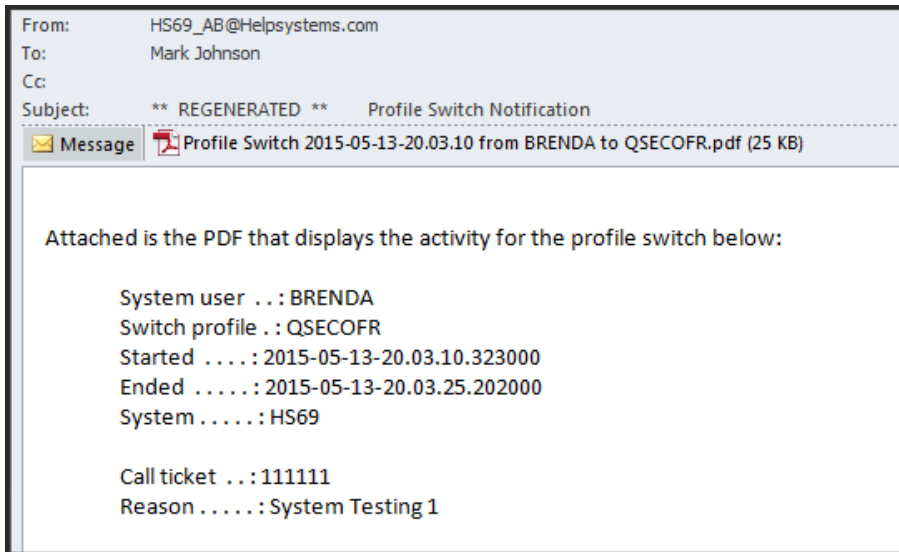 From: HS69_AB@Helpsystems.com
To: Mark Johnson
Cc:
Subject: ** REGENERATED ** Profile Switch Notification
Message Profile Switch 2015-05-13-20.03.10 from BRENDA to QSECOFR.pdf (25 KB)
Attached is the PDF that displays the activity for the profile switch below:
System user . . : BRENDA
Switch profile . : QSECOFR
Started . . . . : 2015-05-13-20.03.10.323000
Ended . . . . . : 2015-05-13-20.03.25.202000
System . . . . . : HS69
Call ticket . . : 111111
Reason . . . . . : System Testing 1